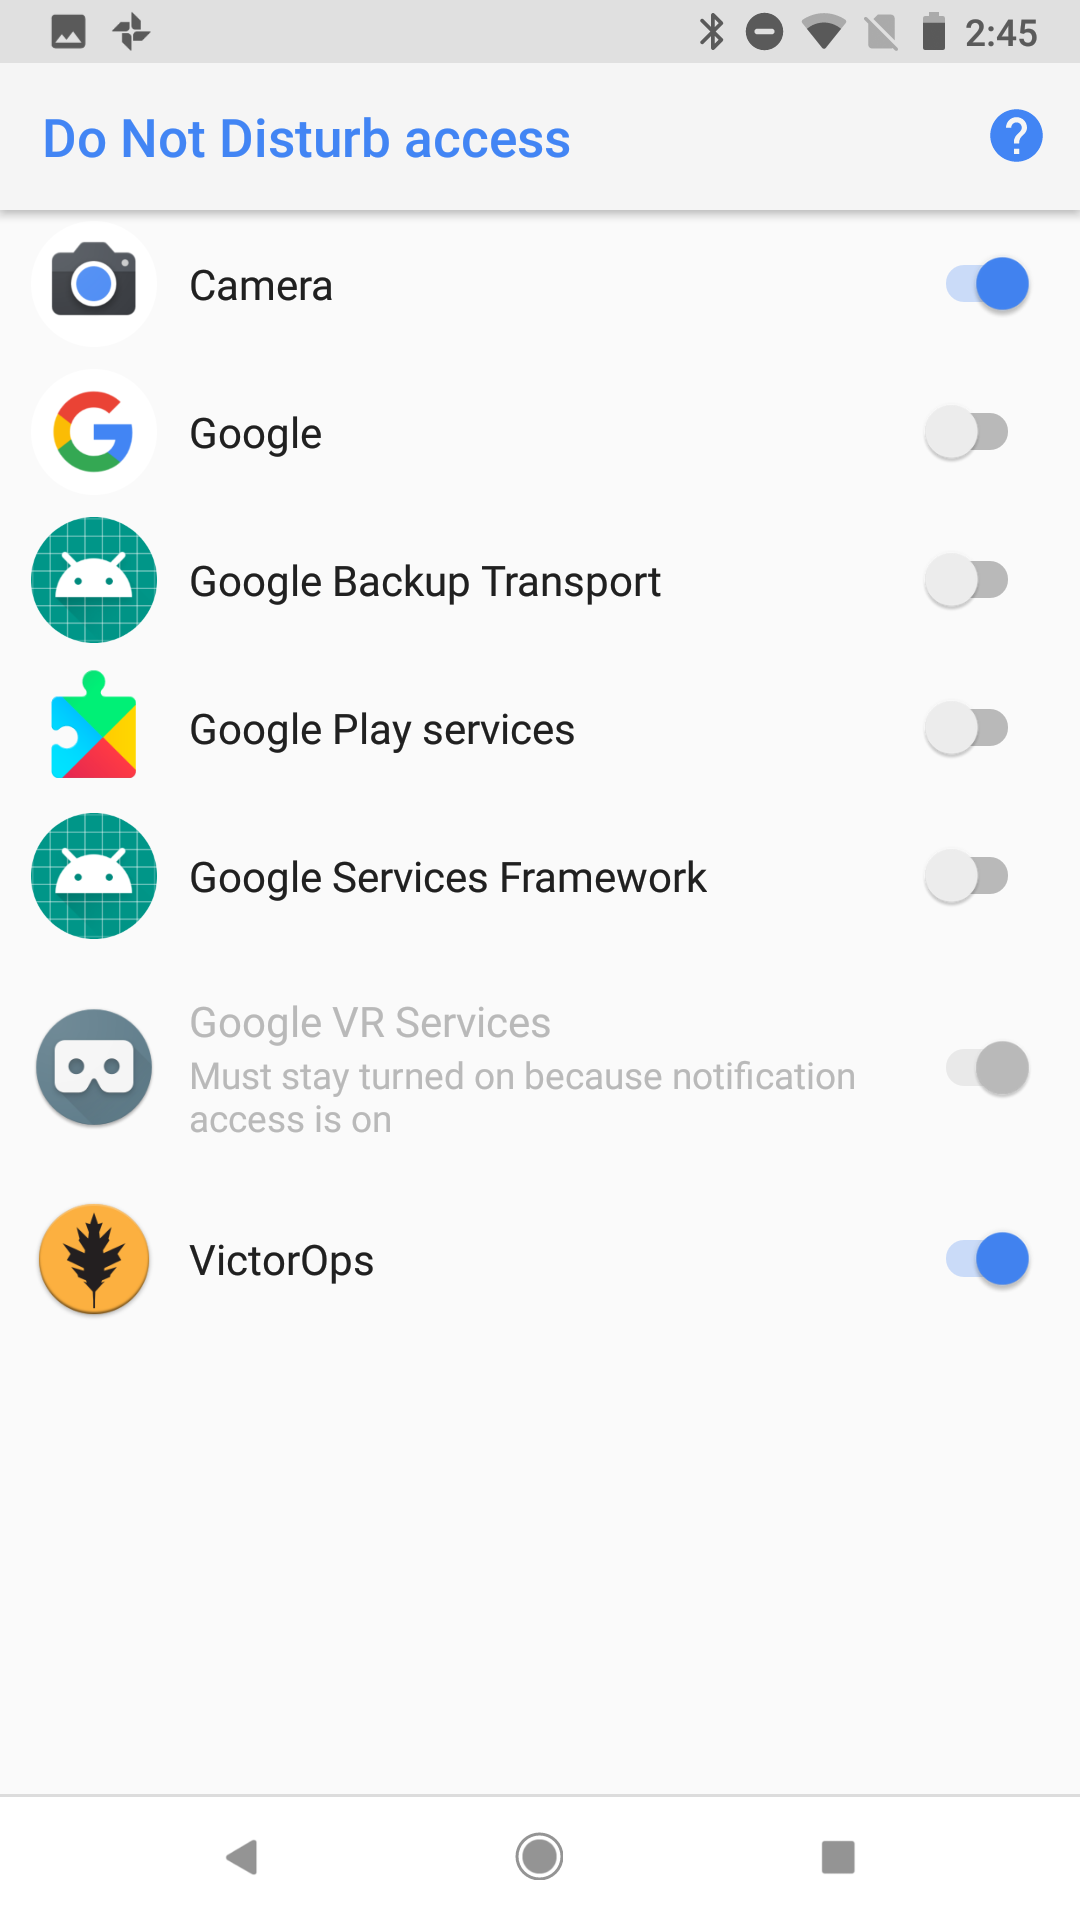 2:45
Do Not Disturb access
Camera
Google
Google Backup Transport
Google Play services
Google Services Framework
Google VR Services
Must stay turned on because notification
access is on
VictorOps